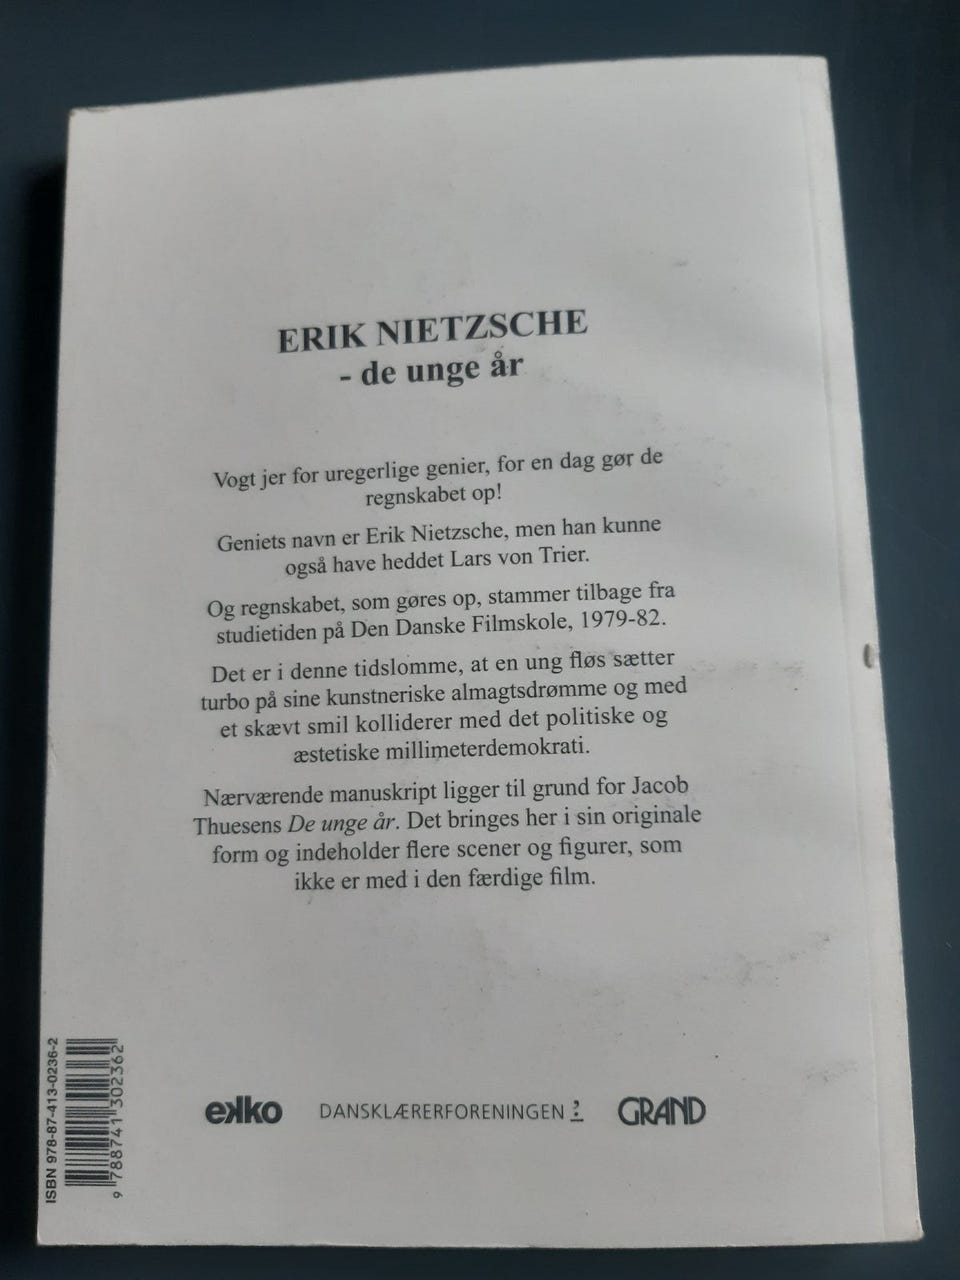 ERIK NIETZSCHE
- de unge år
Vogt jer for uregerlige genier, for en dag gør de
regnskabet op!
Geniets navn er Erik Nietzsche, men han kunne
også have heddet Lars von Trier.
Og regnskabet, som gøres op, stammer tilbage fra
studietiden på Den Danske Filmskole, 1979-82.
Det er i denne tidslomme, at en ung fløs sætter
turbo på sine kunstneriske almagtsdrømme og med
et skævt smil kolliderer med det politiske og
æstetiske millimeterdemokrati.
Nærværende manuskript ligger til grund for Jacob
Thuesens De unge år. Det bringes her i sin originale
form og indeholder flere scener og figurer, som
ikke er med i den færdige film.
ISBN 978-87-413-0236-2
9 788741 302362
ekko
DANSKLÆRERFORENINGEN
GRAND